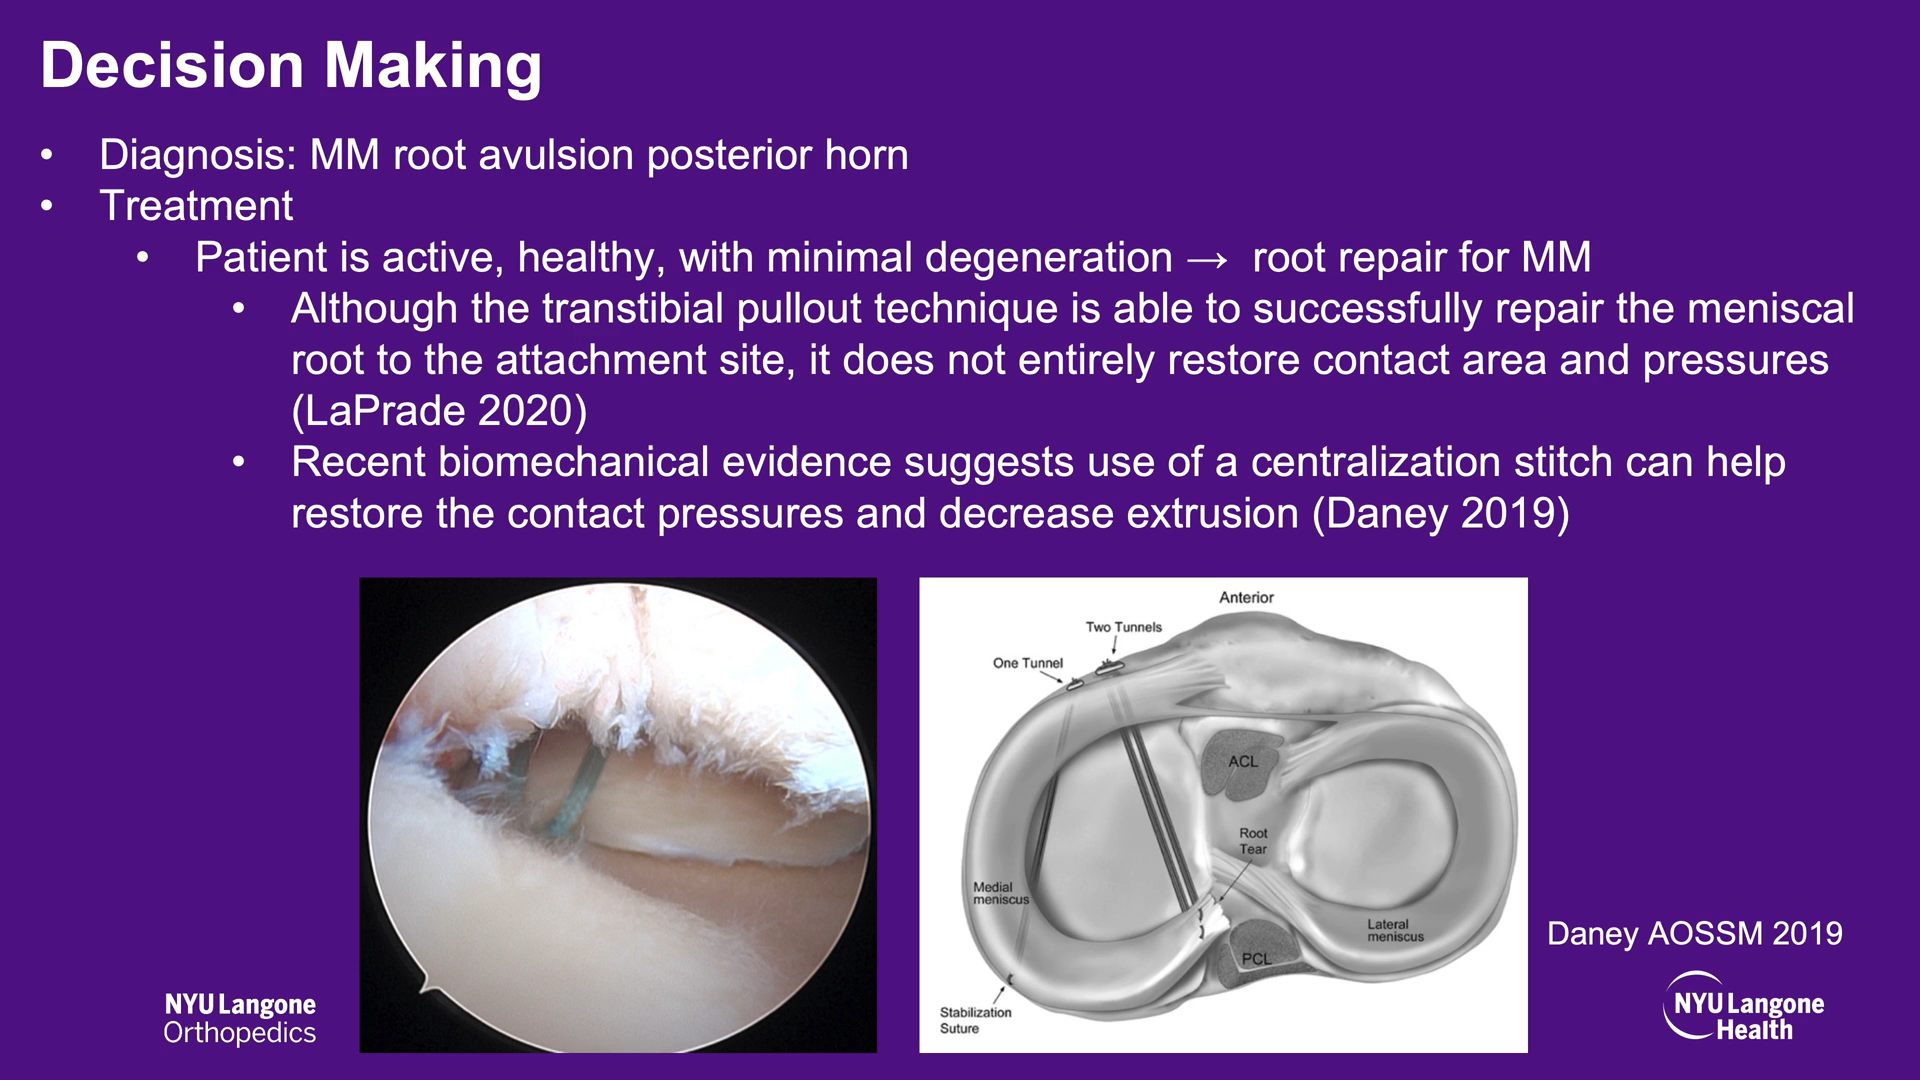 Decision Making
• Diagnosis: MM root avulsion posterior horn
• Treatment
• Patient is active, healthy, with minimal degeneration → root repair for MM
• Although the transtibial pullout technique is able to successfully repair the meniscal
root to the attachment site, it does not entirely restore contact area and pressures
(LaPrade 2020)
• Recent biomechanical evidence suggests use of a centralization stitch can help
restore the contact pressures and decrease extrusion (Daney 2019)
Anterior
Two Tunnels
One Tunnel
ACL
Root
Tear
Medial
meniscus
Lateral
meniscus
PCL
Stabilization
Suture
Daney AOSSM 2019
NYU Langone
Orthopedics
NYU Langone
Health